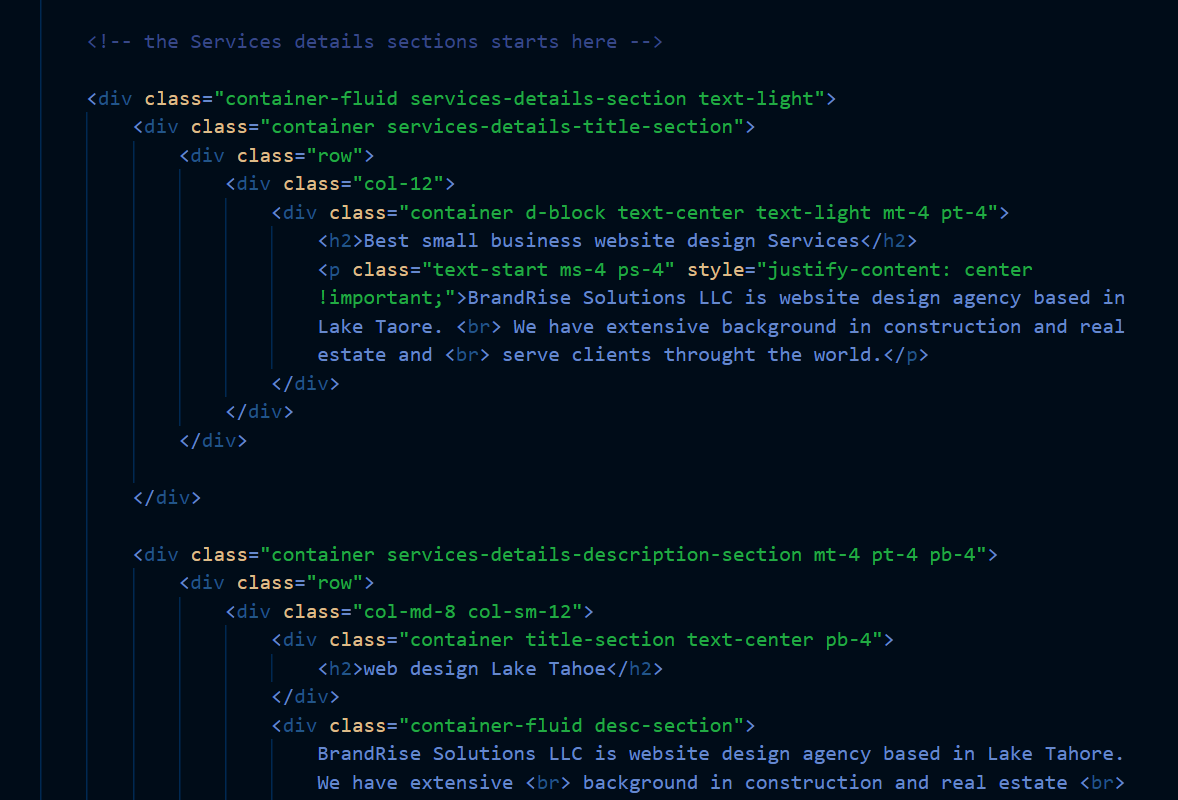 <!-- the Services details sections starts here -->
<div class="container-fluid services-details-section text-light">
<div class="container services-details-title-section">
<div class="row">
<div class="col-12">
<div class="container d-block text-center text-light mt-4 pt-4">
<h2>Best small business website design Services</h2>
<p class="text-start ms-4 ps-4" style="justify-content: center
!important;">BrandRise Solutions LLC is website design agency based in
Lake Taore. <br> We have extensive background in construction and real
estate and <br> serve clients throught the world.</p>
</div>
</div>
</div>
</div>
<div class="container services-details-description-section mt-4 pt-4 pb-4">
<div class="row">
<div class="col-md-8 col-sm-12">
<div class="container title-section text-center pb-4">
<h2>web design Lake Tahoe</h2>
</div>
<div class="container-fluid desc-section">
BrandRise Solutions LLC is website design agency based in Lake Tahore.
We have extensive <br> background in construction and real estate <br>